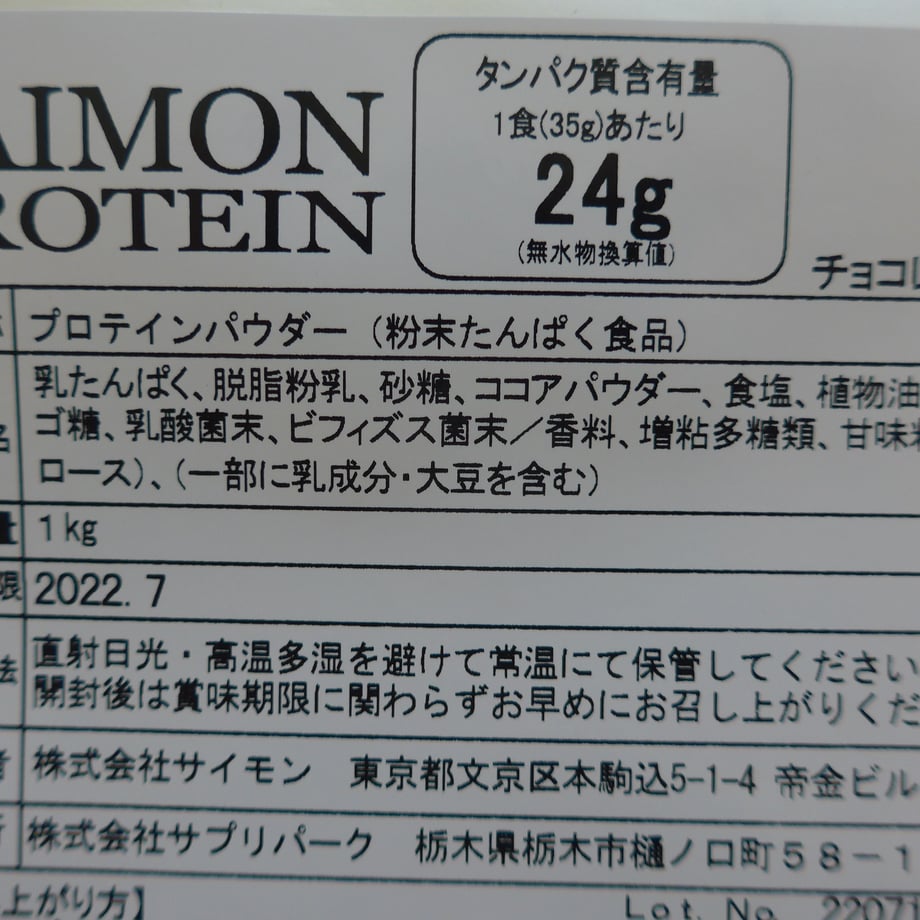 AIMON
ROTEIN
タンパク質含有量
1食(35g)あたり
24g
(無水物換算値)
チョコ
プロテインパウダー（粉末たんぱく食品）
乳たんぱく、脱脂粉乳、砂糖、ココアパウダー、食塩、植物油
名 ゴ糖、乳酸菌末、ビフィズス菌末／香料、増粘多糖類、甘味料
ロース）、（一部に乳成分・大豆を含む）
量 1kg
限 2022.7
直射日光・高温多湿を避けて常温にて保管してください
法 開封後は賞味期限に関わらずお早めにお召し上がりくだ
者 株式会社サイモン 東京都文京区本駒込5-1-4 帝金ビル
所 株式会社サプリパーク 栃木県栃木市樋ノ口町５８－１
上がり方】
Lot. No. 22071